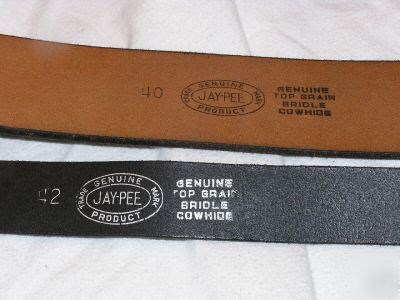 40
GENUINE
TRADE JAY-PEE MARK
PRODUCT
GENUINE
TOP GRAIN
BRIDLE
COWHIDE
42
GENUINE
TRADE JAY-PEE MARK
PRODUCT
GENUINE
TOP GRAIN
BRIDLE
COWHIDE